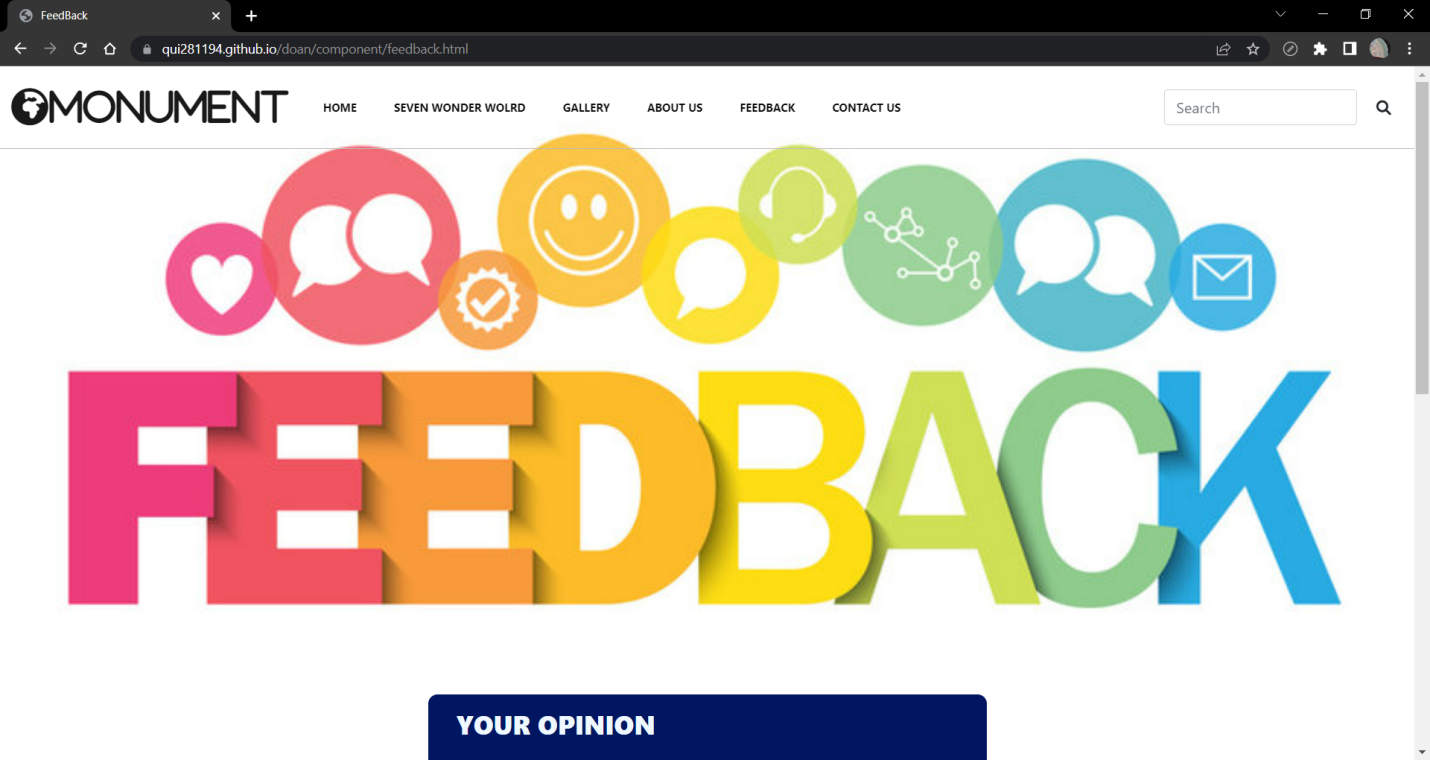 FeedBack
qui281194.github.io/doan/component/feedback.html
MONUMENT
HOME SEVEN WONDER WOLRD GALLERY ABOUT US FEEDBACK CONTACT US Search
FEEDBACK
YOUR OPINION